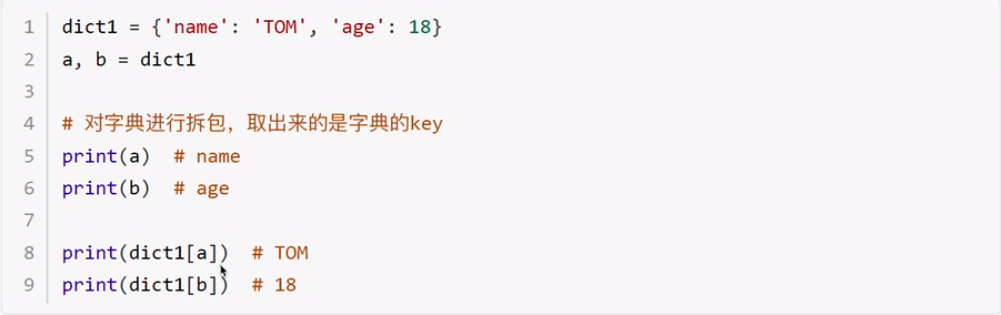 1 dict1 = {'name': 'TOM', 'age': 18}
2 a, b = dict1
3
4 # 对字典进行拆包，取出来的是字典的key
5 print(a)  # name
6 print(b)  # age
7
8 print(dict1[a])  # TOM
9 print(dict1[b])  # 18